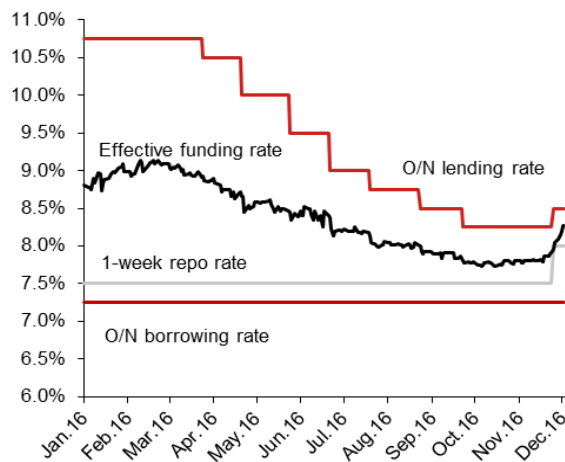 11.0%
10.5%
10.0%
9.5%
9.0%
8.5%
8.0%
7.5%
7.0%
6.5%
6.0%
Effective funding rate
O/N lending rate
1-week repo rate
O/N borrowing rate
Jan.16
Feb.16
Mar.16
Apr.16
May.16
Jun.16
Jul.16
Aug.16
Sep.16
Oct.16
Nov.16
Dec.16